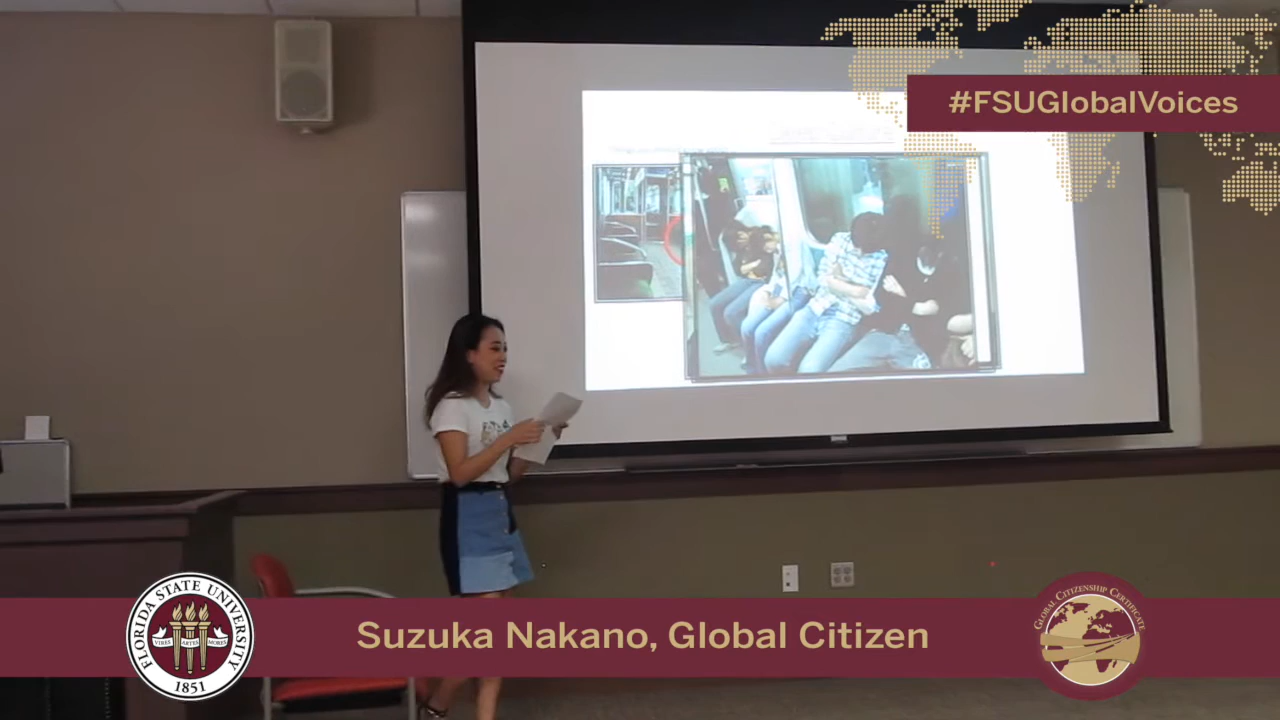 #FSUGlobalVoices
Suzuka Nakano, Global Citizen
FLORIDA STATE UNIVERSITY
VIRES ARTES MORES
1851
GLOBAL CITIZENSHIP CERTIFICATE